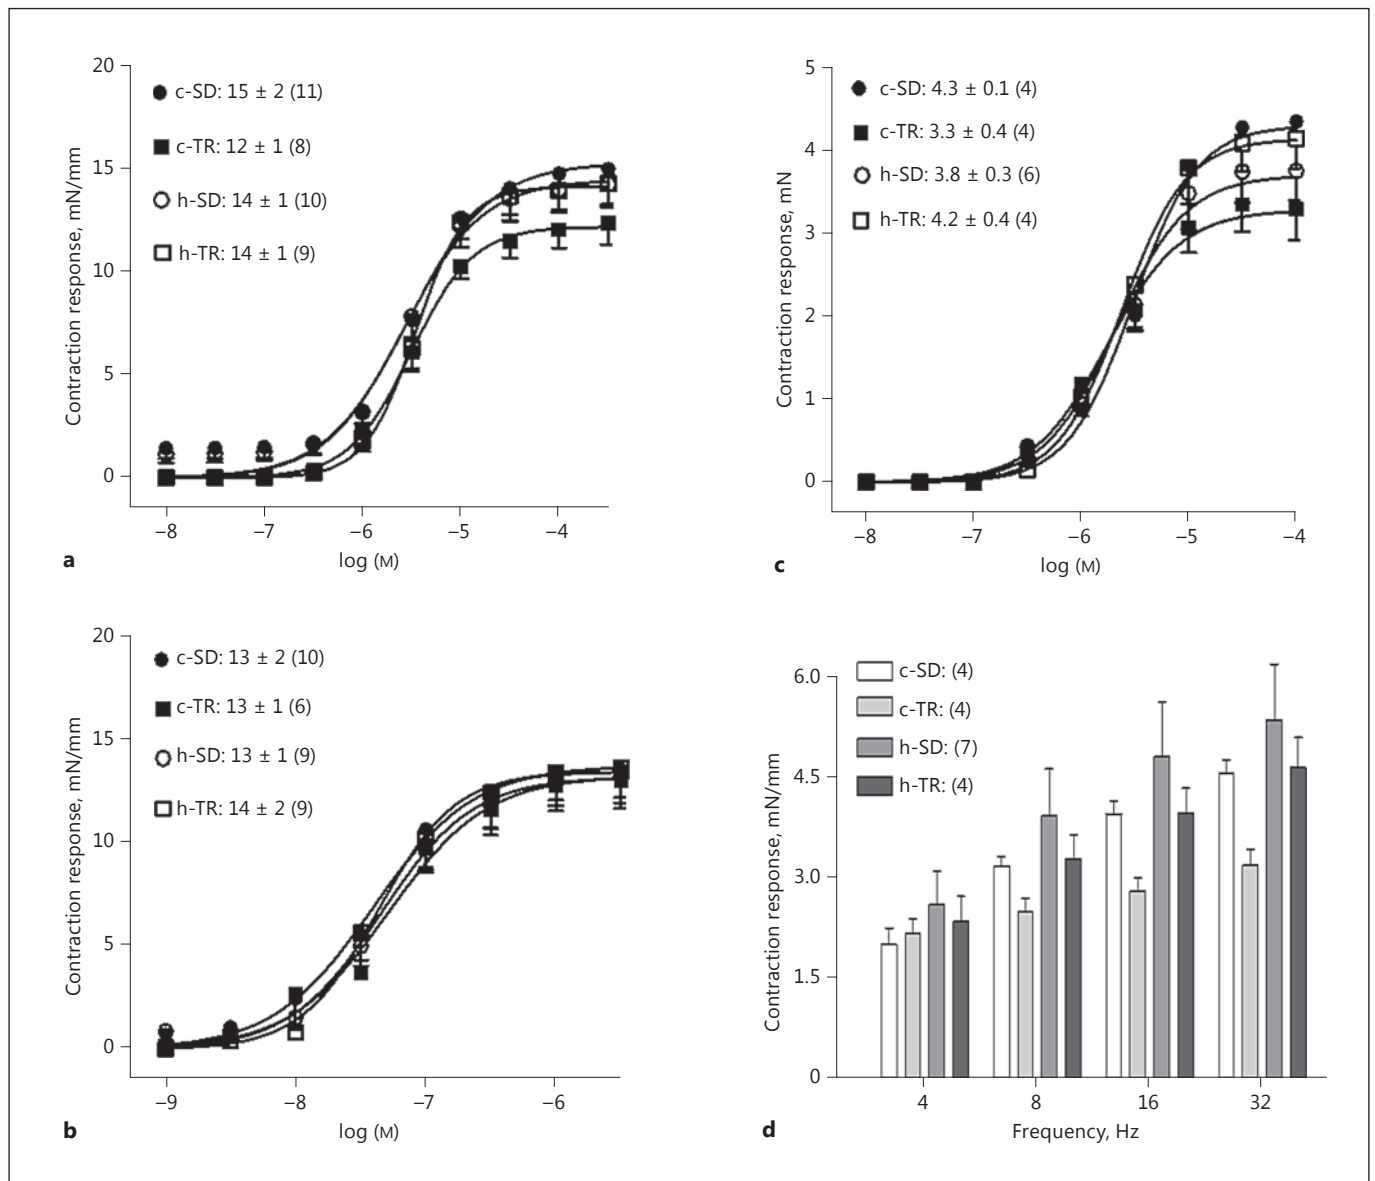 20
15
10
5
0
Contraction response, mN/mm
c-SD: 15 ± 2 (11)
c-TR: 12 ± 1 (8)
h-SD: 14 ± 1 (10)
h-TR: 14 ± 1 (9)
–8
–7
–6
–5
–4
log (M)
a
5
4
3
2
1
0
Contraction response, mN
c-SD: 4.3 ± 0.1 (4)
c-TR: 3.3 ± 0.4 (4)
h-SD: 3.8 ± 0.3 (6)
h-TR: 4.2 ± 0.4 (4)
–8
–7
–6
–5
–4
log (M)
c
20
15
10
5
0
Contraction response, mN/mm
c-SD: 13 ± 2 (10)
c-TR: 13 ± 1 (6)
h-SD: 13 ± 1 (9)
h-TR: 14 ± 2 (9)
–9
–8
–7
–6
log (M)
b
6.0
4.5
3.0
1.5
0
Contraction response, mN/mm
c-SD: (4)
c-TR: (4)
h-SD: (7)
h-TR: (4)
4
8
16
32
Frequency, Hz
d